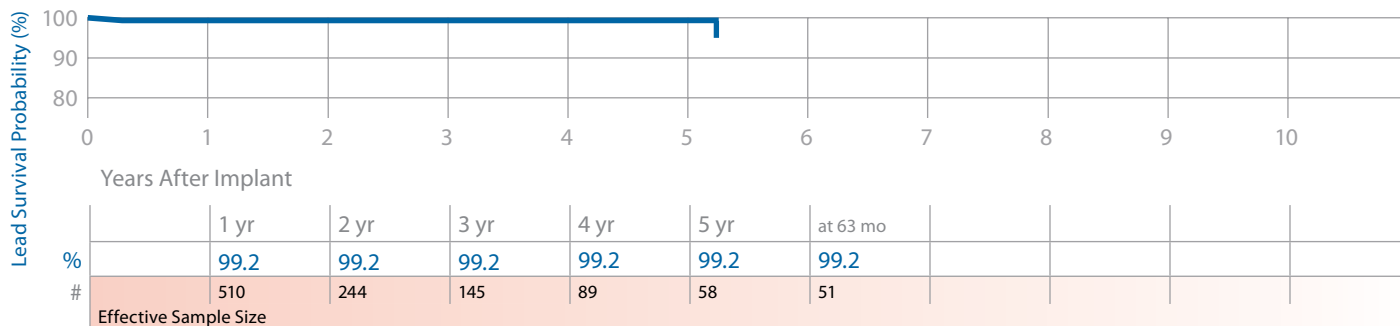 Lead Survival Probability (%)
100
90
80
0 1 2 3 4 5 6 7 8 9 10
Years After Implant
1 yr 2 yr 3 yr 4 yr 5 yr at 63 mo
% 99.2 99.2 99.2 99.2 99.2 99.2
# 510 244 145 89 58 51
Effective Sample Size